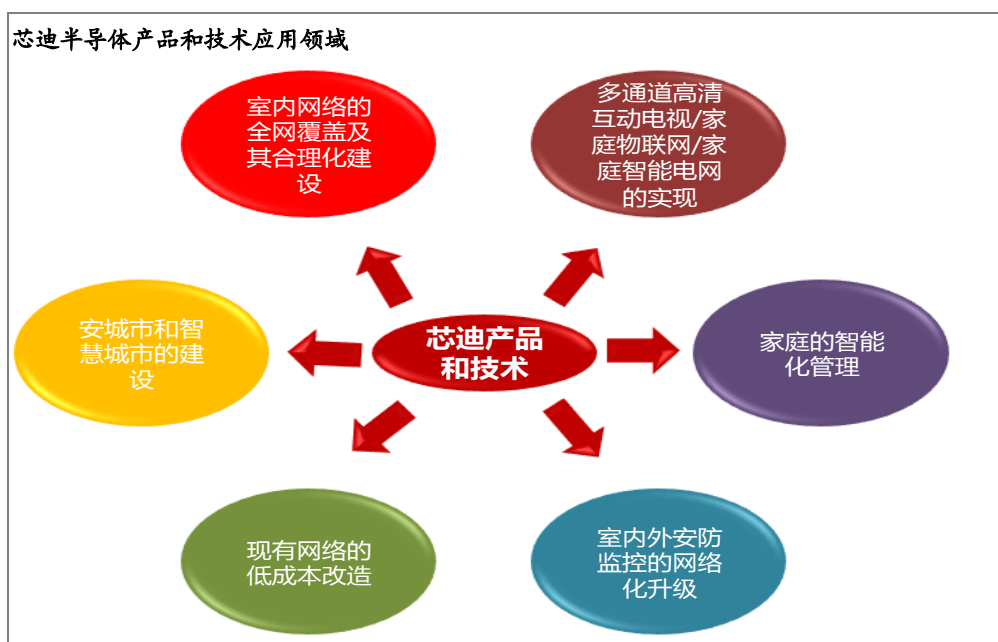 芯迪半导体产品和技术应用领域
室内网络的
全网覆盖及
其合理化建
设
多通道高清
互动电视/家
庭物联网/家
庭智能电网
的实现
安城市和智
慧城市的建
设
芯迪产品
和技术
家庭的智能
化管理
现有网络的
低成本改造
室内外安防
监控的网络
化升级